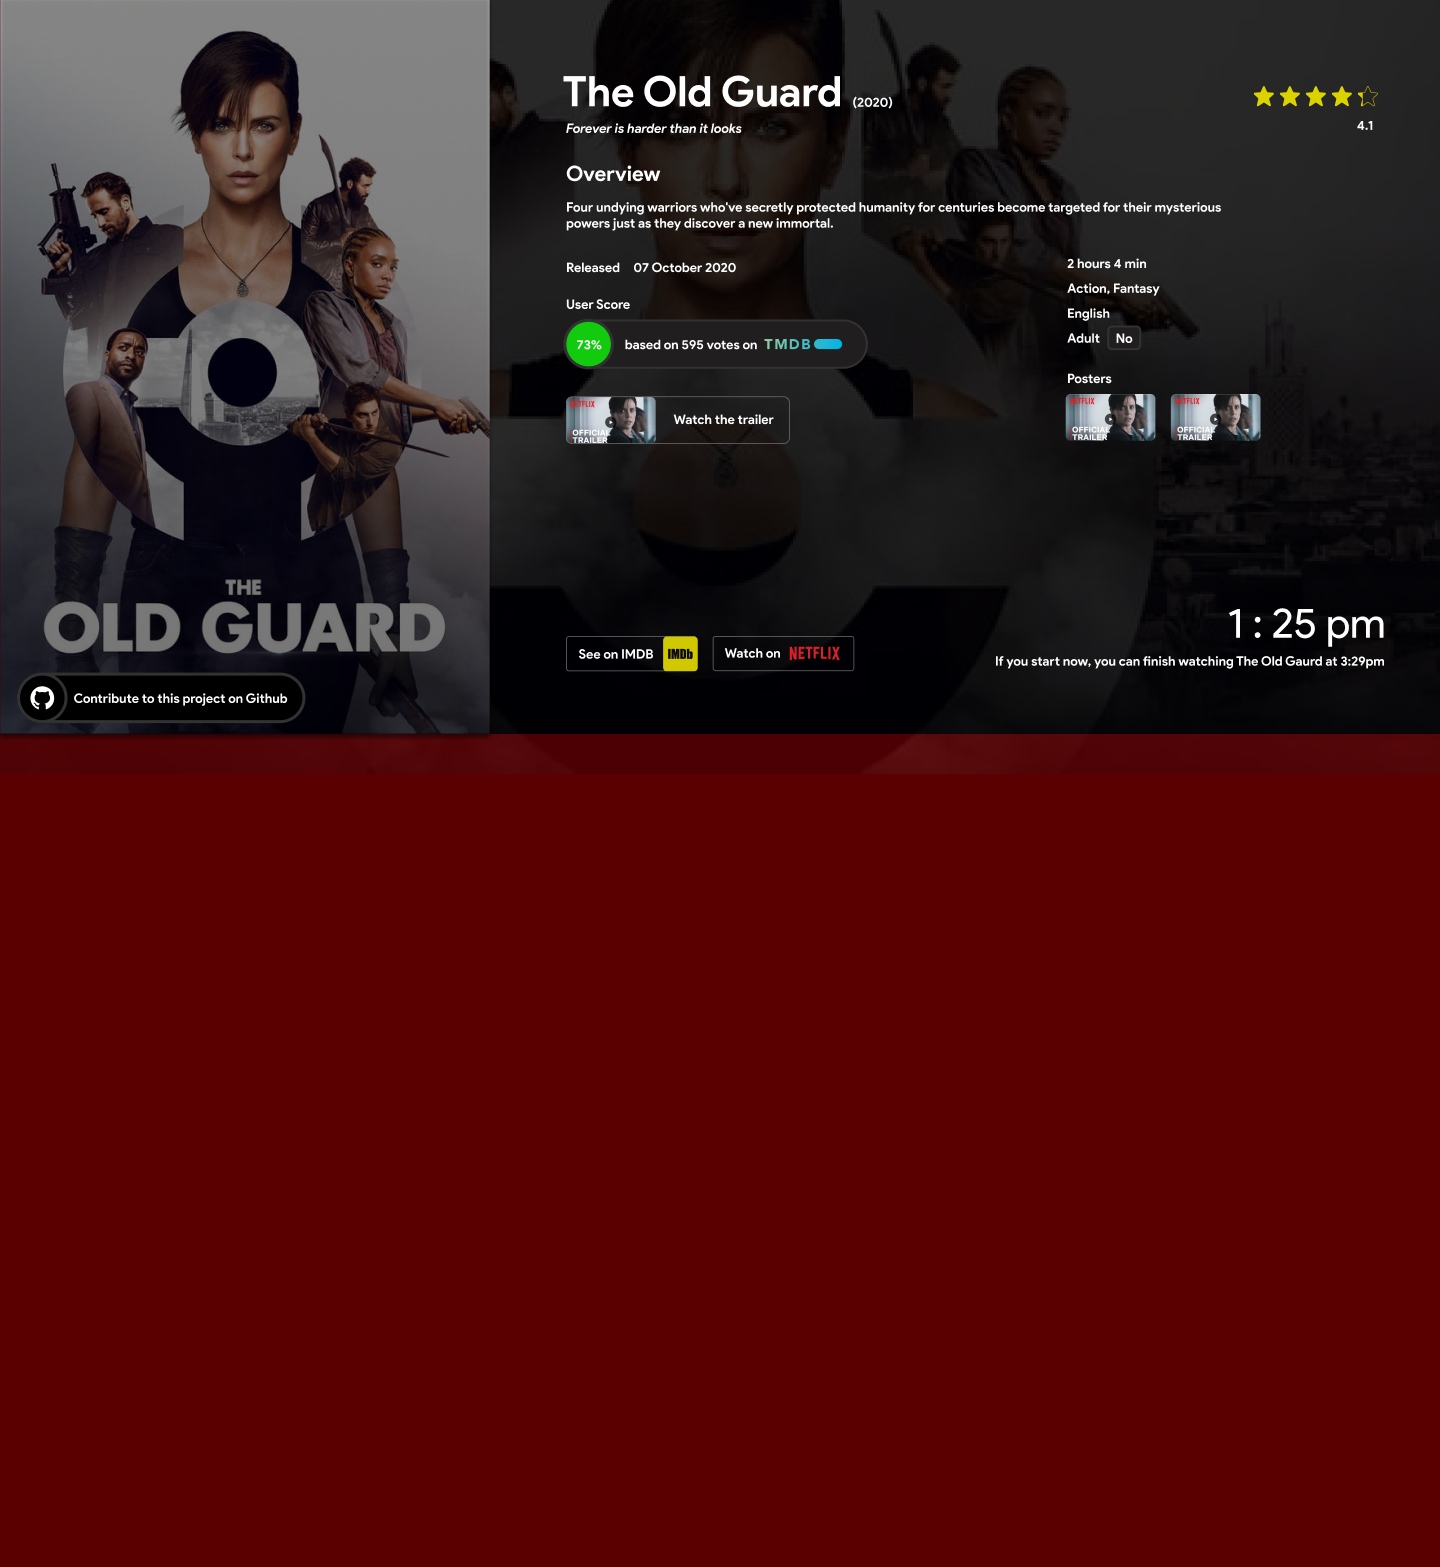 The Old Guard (2020)
4.1
Forever is harder than it looks
Overview
Four undying warriors who've secretly protected humanity for centuries become targeted for their mysterious
powers just as they discover a new immortal.
Released 07 October 2020
2 hours 4 min
Action, Fantasy
English
Adult No
User Score
73% based on 595 votes on TMDB
Posters
NETFLIX
OFFICIAL
TRAILER
Watch the trailer
NETFLIX
OFFICIAL
TRAILER
NETFLIX
OFFICIAL
TRAILER
THE
OLD GUARD
1 : 25 pm
If you start now, you can finish watching The Old Gaurd at 3:29pm
See on IMDB IMDb
Watch on NETFLIX
Contribute to this project on Github